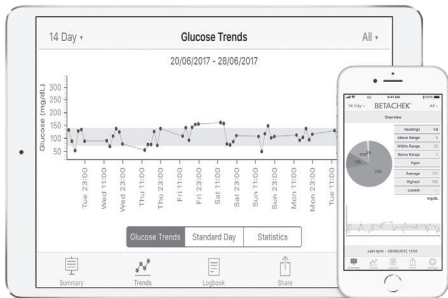 14 Day
Glucose Trends
All
20/06/2017 - 28/06/2017
Glucose (mg/dL)
300
250
200
150
100
50
Tue 23:00
Wed 11:00
Wed 23:00
Thu 11:00
Thu 23:00
Fri 11:00
Fri 23:00
Sat 11:00
Sat 23:00
Sun 11:00
Sun 23:00
Mon 11:00
Mon 23:00
Tue 11:00
Glucose Trends
Standard Day
Statistics
Summary
Trends
Logbook
Share
9:41 AM
14 Day
BETACHEK
All
Overview
Readings
Above Range
Within Range
Below Range
Hypo
Average
Highest
Lowest
mg/dL